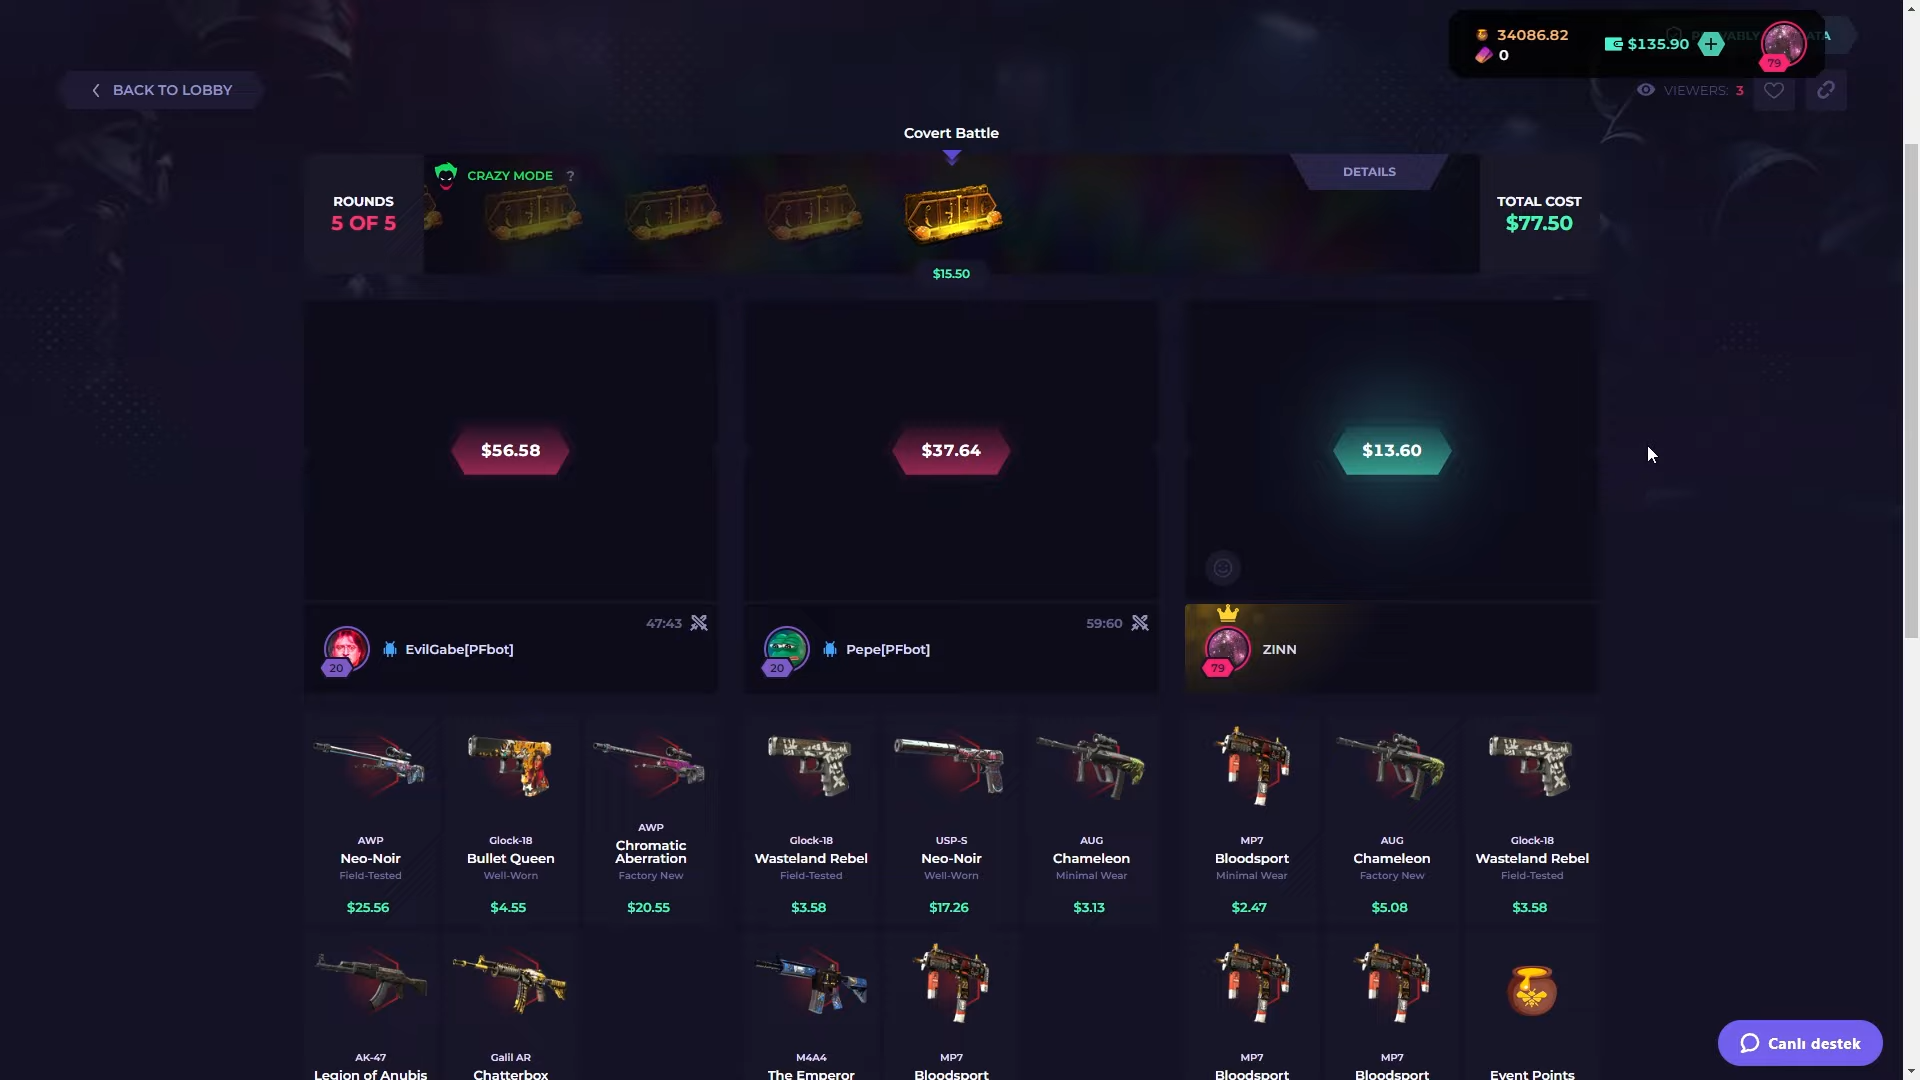 34086.82
0
$135.90
79
BACK TO LOBBY
VIEWERS: 3
Covert Battle
CRAZY MODE ?
DETAILS
ROUNDS
5 OF 5
TOTAL COST
$77.50
$15.50
$56.58
$37.64
$13.60
47:43
EvilGabe[PFbot]
20
59:60
Pepe[PFbot]
20
ZINN
79
AWP
Neo-Noir
Field-Tested
$25.56
Glock-18
Bullet Queen
Well-Worn
$4.55
AWP
Chromatic
Aberration
Factory New
$20.55
Glock-18
Wasteland Rebel
Field-Tested
$3.58
USP-S
Neo-Noir
Well-Worn
$17.26
AUG
Chameleon
Minimal Wear
$3.13
MP7
Bloodsport
Minimal Wear
$2.47
AUG
Chameleon
Factory New
$5.08
Glock-18
Wasteland Rebel
Field-Tested
$3.58
AK-47
Legion of Anubis
Galil AR
Chatterbox
M4A4
The Emperor
MP7
Bloodsport
MP7
Bloodsport
MP7
Bloodsport
Event Points
Canlı destek